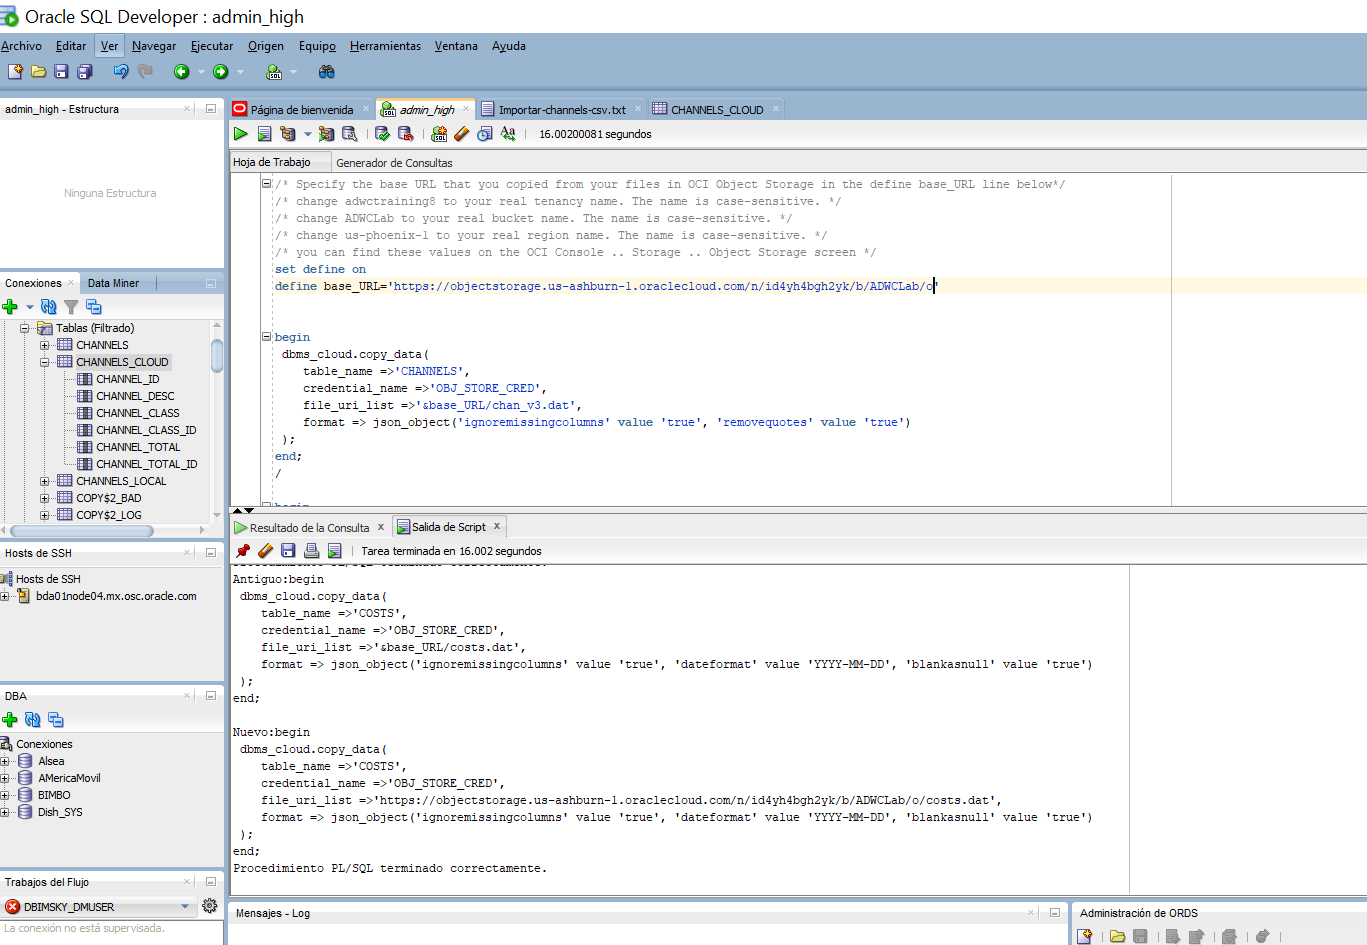 Oracle SQL Developer : admin_high
Archivo Editar Ver Navegar Ejecutar Origen Equipo Herramientas Ventana Ayuda
admin_high - Estructura
Ninguna Estructura
Conexiones Data Miner
Tablas (Filtrado)
CHANNELS
CHANNELS_CLOUD
CHANNEL_ID
CHANNEL_DESC
CHANNEL_CLASS
CHANNEL_CLASS_ID
CHANNEL_TOTAL
CHANNEL_TOTAL_ID
CHANNELS_LOCAL
COPY$2_BAD
COPY$2_LOG
Hosts de SSH
Hosts de SSH
bda01node04.mx.osc.oracle.com
DBA
Conexiones
Alsea
AMericaMovil
BIMBO
Dish_SYS
Trabajos del Flujo
DBIMSKY_DMUSER
La conexión no está supervisada.
Página de bienvenida admin_high Importar-channels-csv.txt CHANNELS_CLOUD
16.00200081 segundos
Hoja de Trabajo Generador de Consultas
/* Specify the base URL that you copied from your files in OCI Object Storage in the define base_URL line below*/
/* change adwctraining8 to your real tenancy name. The name is case-sensitive. */
/* change ADWCLab to your real bucket name. The name is case-sensitive. */
/* change us-phoenix-1 to your real region name. The name is case-sensitive. */
/* you can find these values on the OCI Console .. Storage .. Object Storage screen */
set define on
define base_URL='https://objectstorage.us-ashburn-1.oraclecloud.com/n/id4yh4bgh2yk/b/ADWCLab/o'
begin
dbms_cloud.copy_data(
table_name =>'CHANNELS',
credential_name =>'OBJ_STORE_CRED',
file_uri_list =>'&base_URL/chan_v3.dat',
format => json_object('ignoremissingcolumns' value 'true', 'removequotes' value 'true')
);
end;
/
begin
Resultado de la Consulta Salida de Script
Tarea terminada en 16.002 segundos
Procedimiento PL/SQL terminado correctamente.
Antiguo:begin
dbms_cloud.copy_data(
table_name =>'COSTS',
credential_name =>'OBJ_STORE_CRED',
file_uri_list =>'&base_URL/costs.dat',
format => json_object('ignoremissingcolumns' value 'true', 'dateformat' value 'YYYY-MM-DD', 'blankasnull' value 'true')
);
end;
Nuevo:begin
dbms_cloud.copy_data(
table_name =>'COSTS',
credential_name =>'OBJ_STORE_CRED',
file_uri_list =>'https://objectstorage.us-ashburn-1.oraclecloud.com/n/id4yh4bgh2yk/b/ADWCLab/o/costs.dat',
format => json_object('ignoremissingcolumns' value 'true', 'dateformat' value 'YYYY-MM-DD', 'blankasnull' value 'true')
);
end;
Procedimiento PL/SQL terminado correctamente.
Mensajes - Log
Administración de ORDS